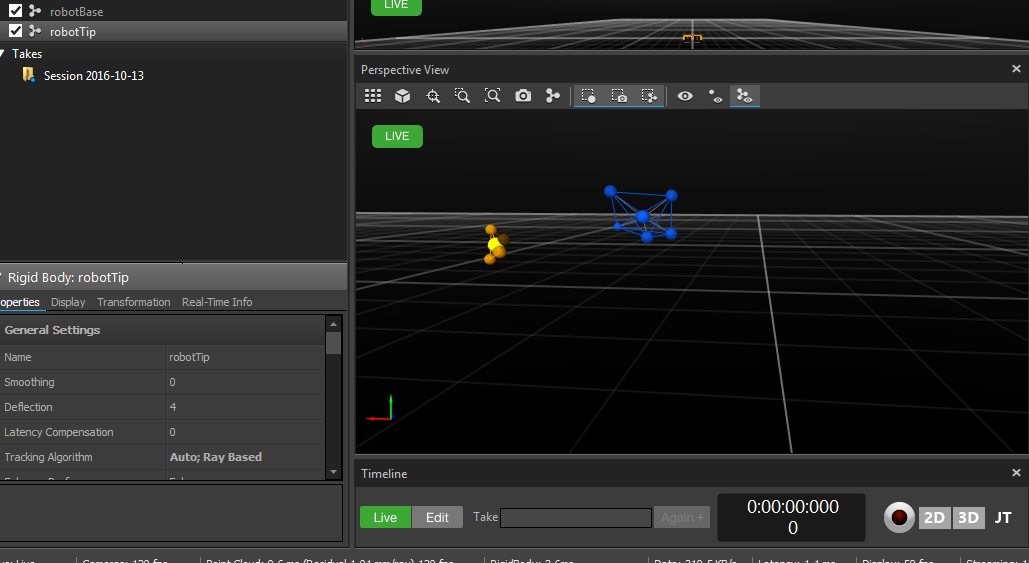 robotBase
robotTip
Takes
Session 2016-10-13
Rigid Body: robotTip
operties Display Transformation Real-Time Info
General Settings
Name robotTip
Smoothing 0
Deflection 4
Latency Compensation 0
Tracking Algorithm Auto; Ray Based
LIVE
Perspective View
LIVE
Timeline
Live Edit Take Again + 0:00:00:000 2D 3D JT
0